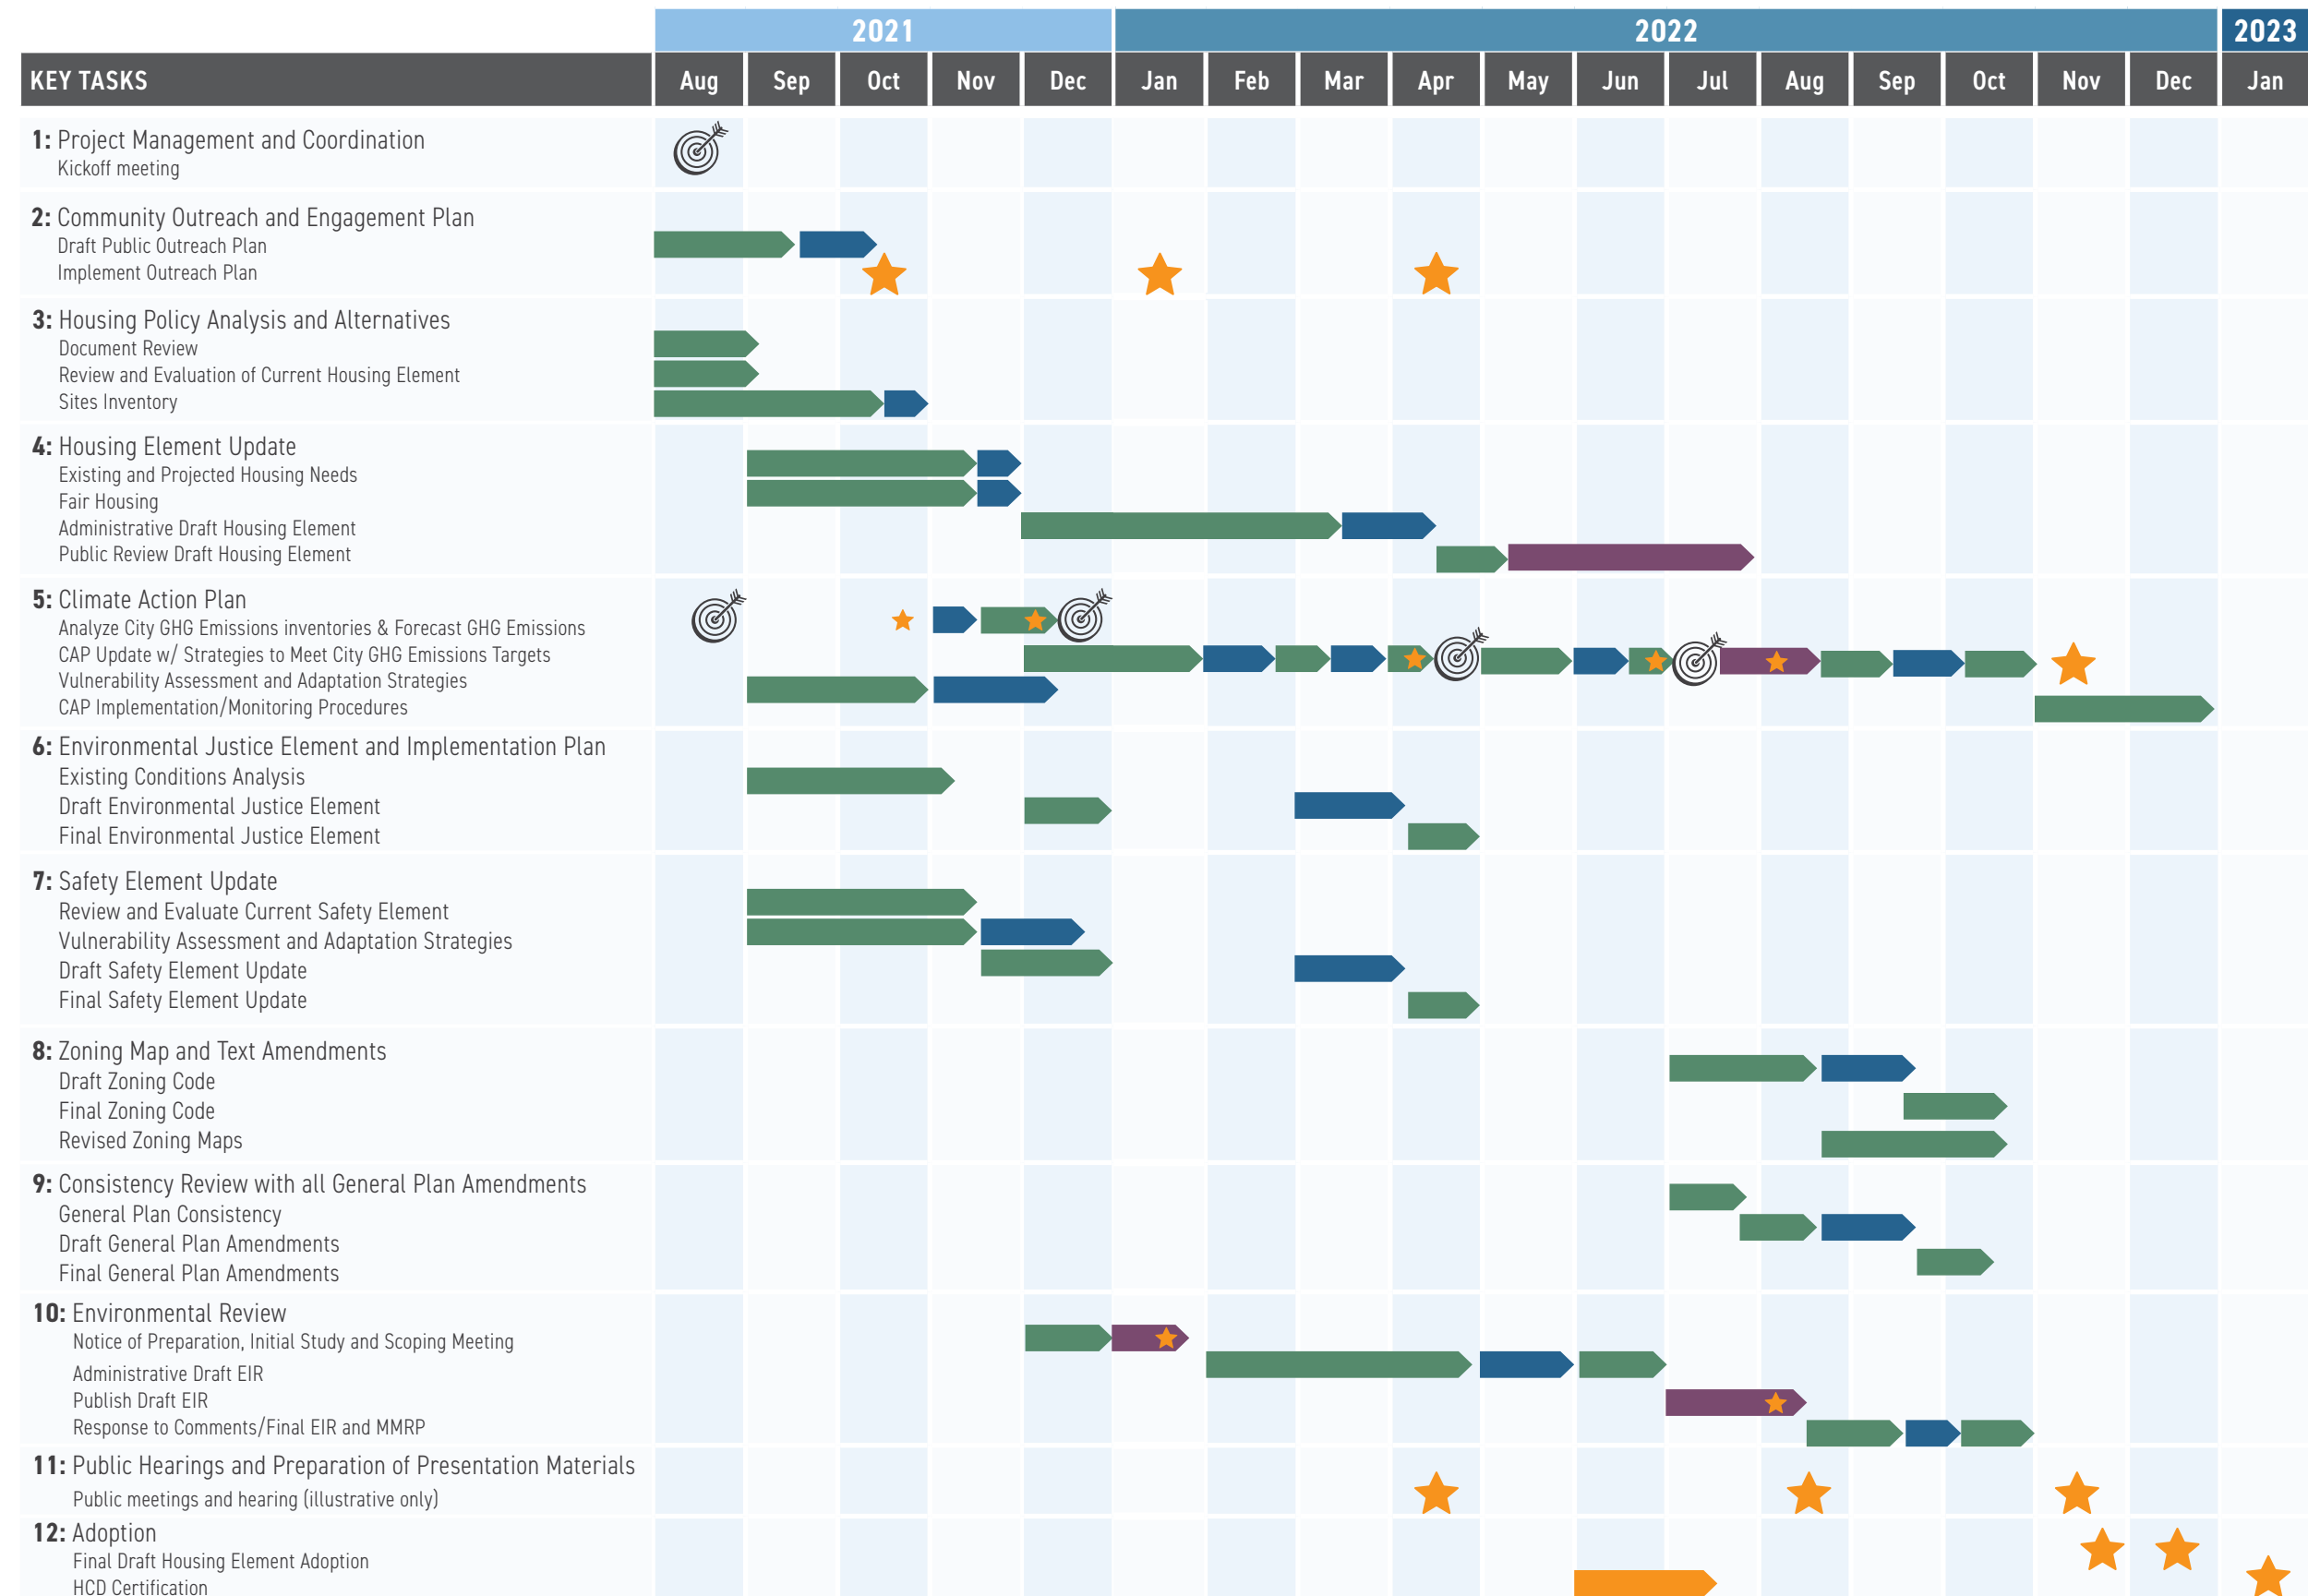 2021 2022 2023
KEY TASKS Aug Sep Oct Nov Dec Jan Feb Mar Apr May Jun Jul Aug Sep Oct Nov Dec Jan
1: Project Management and Coordination
Kickoff meeting
2: Community Outreach and Engagement Plan
Draft Public Outreach Plan
Implement Outreach Plan
3: Housing Policy Analysis and Alternatives
Document Review
Review and Evaluation of Current Housing Element
Sites Inventory
4: Housing Element Update
Existing and Projected Housing Needs
Fair Housing
Administrative Draft Housing Element
Public Review Draft Housing Element
5: Climate Action Plan
Analyze City GHG Emissions inventories & Forecast GHG Emissions
CAP Update w/ Strategies to Meet City GHG Emissions Targets
Vulnerability Assessment and Adaptation Strategies
CAP Implementation/Monitoring Procedures
6: Environmental Justice Element and Implementation Plan
Existing Conditions Analysis
Draft Environmental Justice Element
Final Environmental Justice Element
7: Safety Element Update
Review and Evaluate Current Safety Element
Vulnerability Assessment and Adaptation Strategies
Draft Safety Element Update
Final Safety Element Update
8: Zoning Map and Text Amendments
Draft Zoning Code
Final Zoning Code
Revised Zoning Maps
9: Consistency Review with all General Plan Amendments
General Plan Consistency
Draft General Plan Amendments
Final General Plan Amendments
10: Environmental Review
Notice of Preparation, Initial Study and Scoping Meeting
Administrative Draft EIR
Publish Draft EIR
Response to Comments/Final EIR and MMRP
11: Public Hearings and Preparation of Presentation Materials
Public meetings and hearing (illustrative only)
12: Adoption
Final Draft Housing Element Adoption
HCD Certification